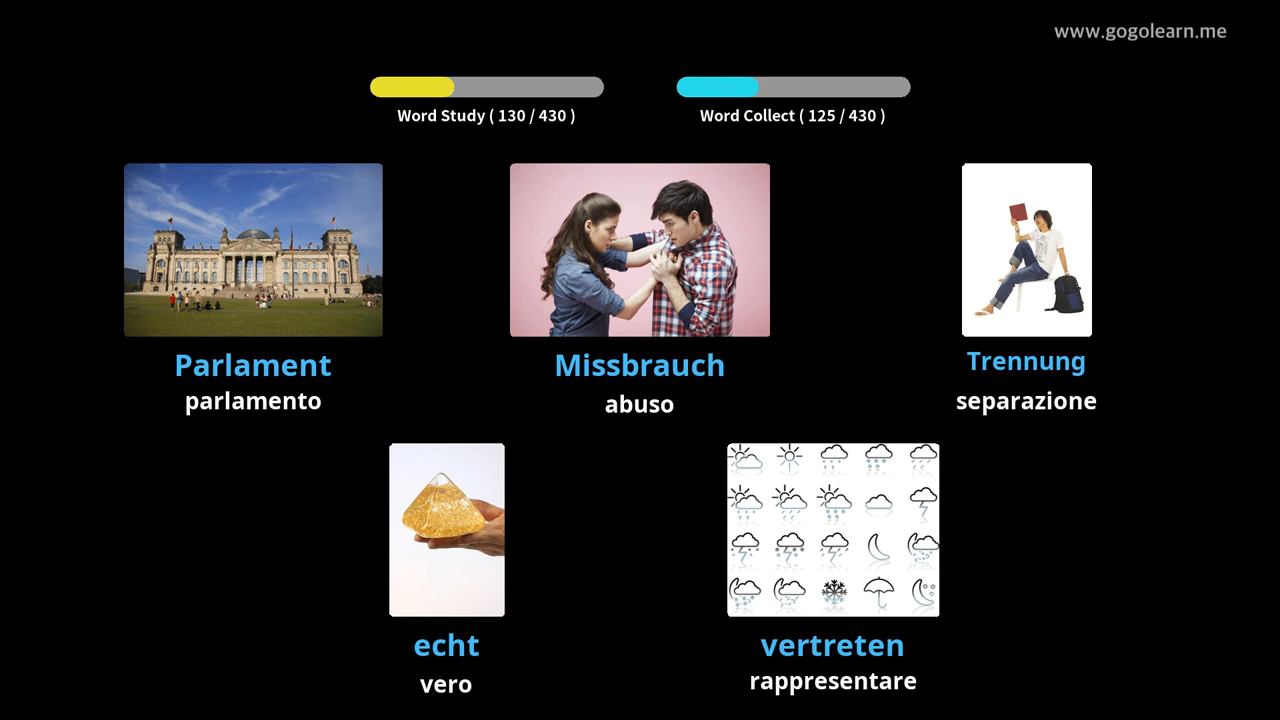 www.gogolearn.me
Word Study ( 130 / 430 )
Word Collect ( 125 / 430 )
Parlament
parlamento
Missbrauch
abuso
Trennung
separazione
echt
vero
vertreten
rappresentare